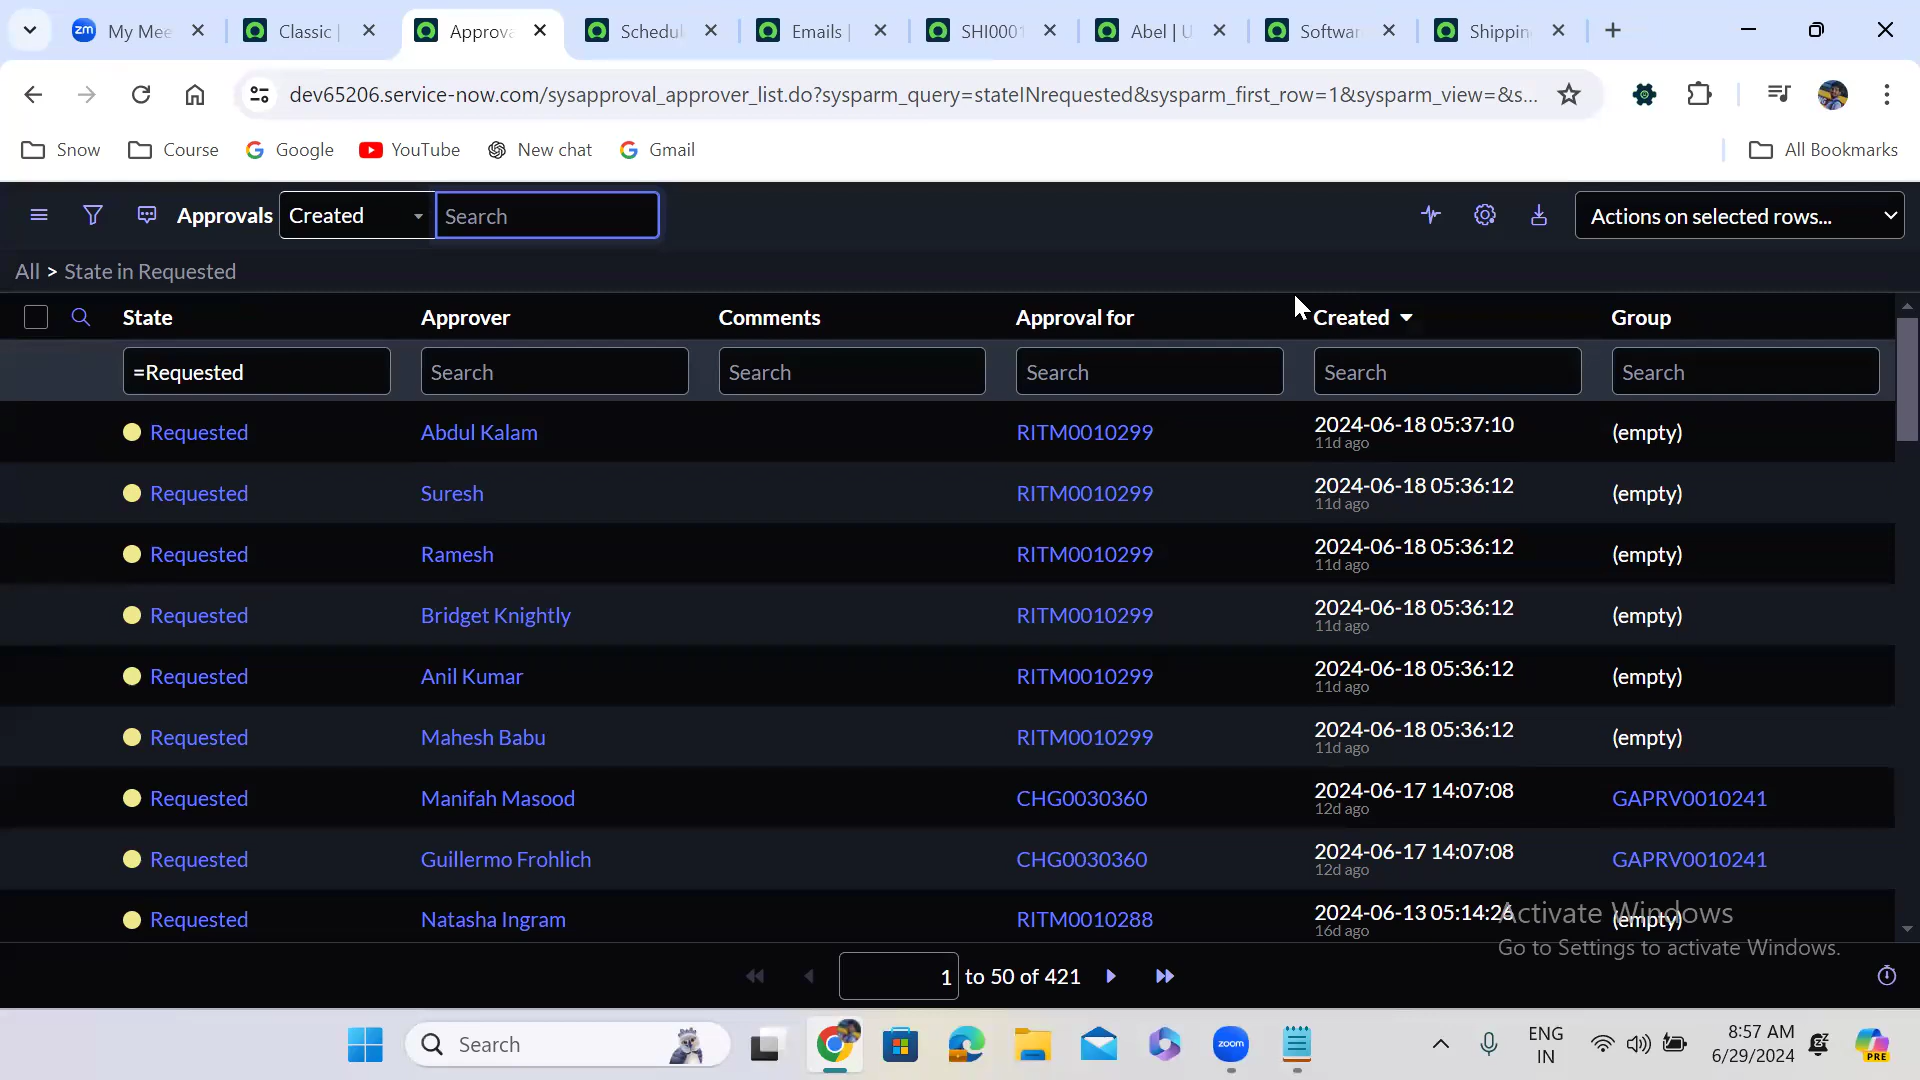 zm My Mee
Classic |
Approva
Schedul
Emails |
SHI0001
Abel | U
Softwar
Shippin
dev65206.service-now.com/sysapproval_approver_list.do?sysparm_query=stateINrequested&sysparm_first_row=1&sysparm_view=&s...
Snow
Course
Google
YouTube
New chat
Gmail
All Bookmarks
Approvals
Created
Search
Actions on selected rows...
All > State in Requested
State Approver Comments Approval for Created Group
=Requested Search Search Search Search Search
Requested Abdul Kalam RITM0010299 2024-06-18 05:37:10 (empty)
11d ago
Requested Suresh RITM0010299 2024-06-18 05:36:12 (empty)
11d ago
Requested Ramesh RITM0010299 2024-06-18 05:36:12 (empty)
11d ago
Requested Bridget Knightly RITM0010299 2024-06-18 05:36:12 (empty)
11d ago
Requested Anil Kumar RITM0010299 2024-06-18 05:36:12 (empty)
11d ago
Requested Mahesh Babu RITM0010299 2024-06-18 05:36:12 (empty)
11d ago
Requested Manifah Masood CHG0030360 2024-06-17 14:07:08 GAPRV0010241
12d ago
Requested Guillermo Frohlich CHG0030360 2024-06-17 14:07:08 GAPRV0010241
12d ago
Requested Natasha Ingram RITM0010288 2024-06-13 05:14:26 (empty)
16d ago
Activate Windows
Go to Settings to activate Windows.
1 to 50 of 421
Search
zoom
ENG
IN
8:57 AM
6/29/2024
PRE